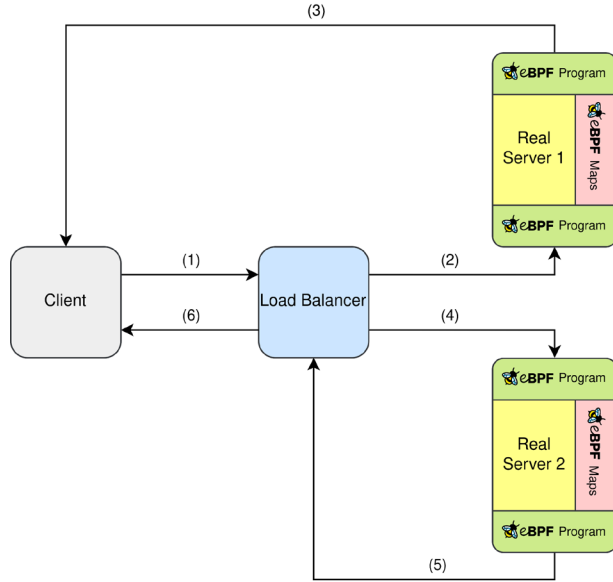 (3)
eBPF Program
Real
Server 1
eBPF
Maps
eBPF Program
(1)
(2)
Client
Load Balancer
(6)
(4)
eBPF Program
Real
Server 2
eBPF
Maps
eBPF Program
(5)